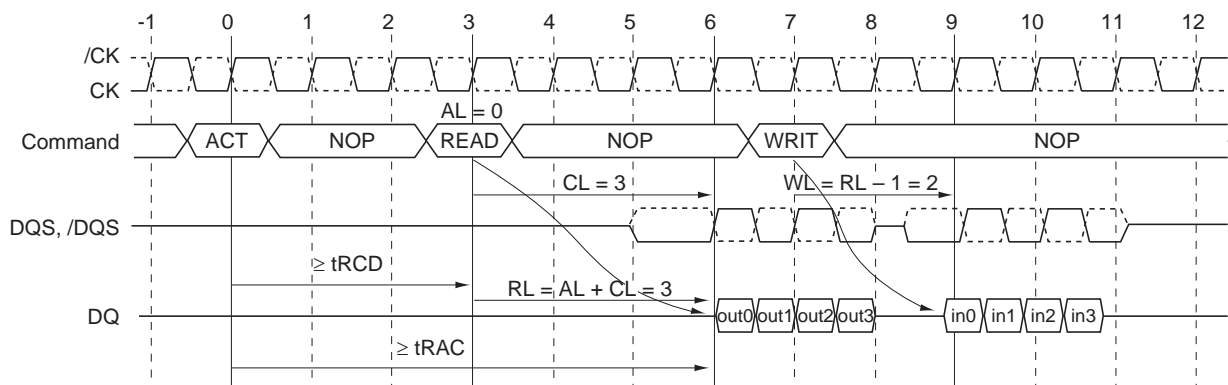 -1 0 1 2 3 4 5 6 7 8 9 10 11 12
/CK
CK
AL = 0
Command ACT NOP READ NOP WRIT NOP
CL = 3 WL = RL – 1 = 2
DQS, /DQS
≥ tRCD
RL = AL + CL = 3
DQ out0 out1 out2 out3 in0 in1 in2 in3
≥ tRAC